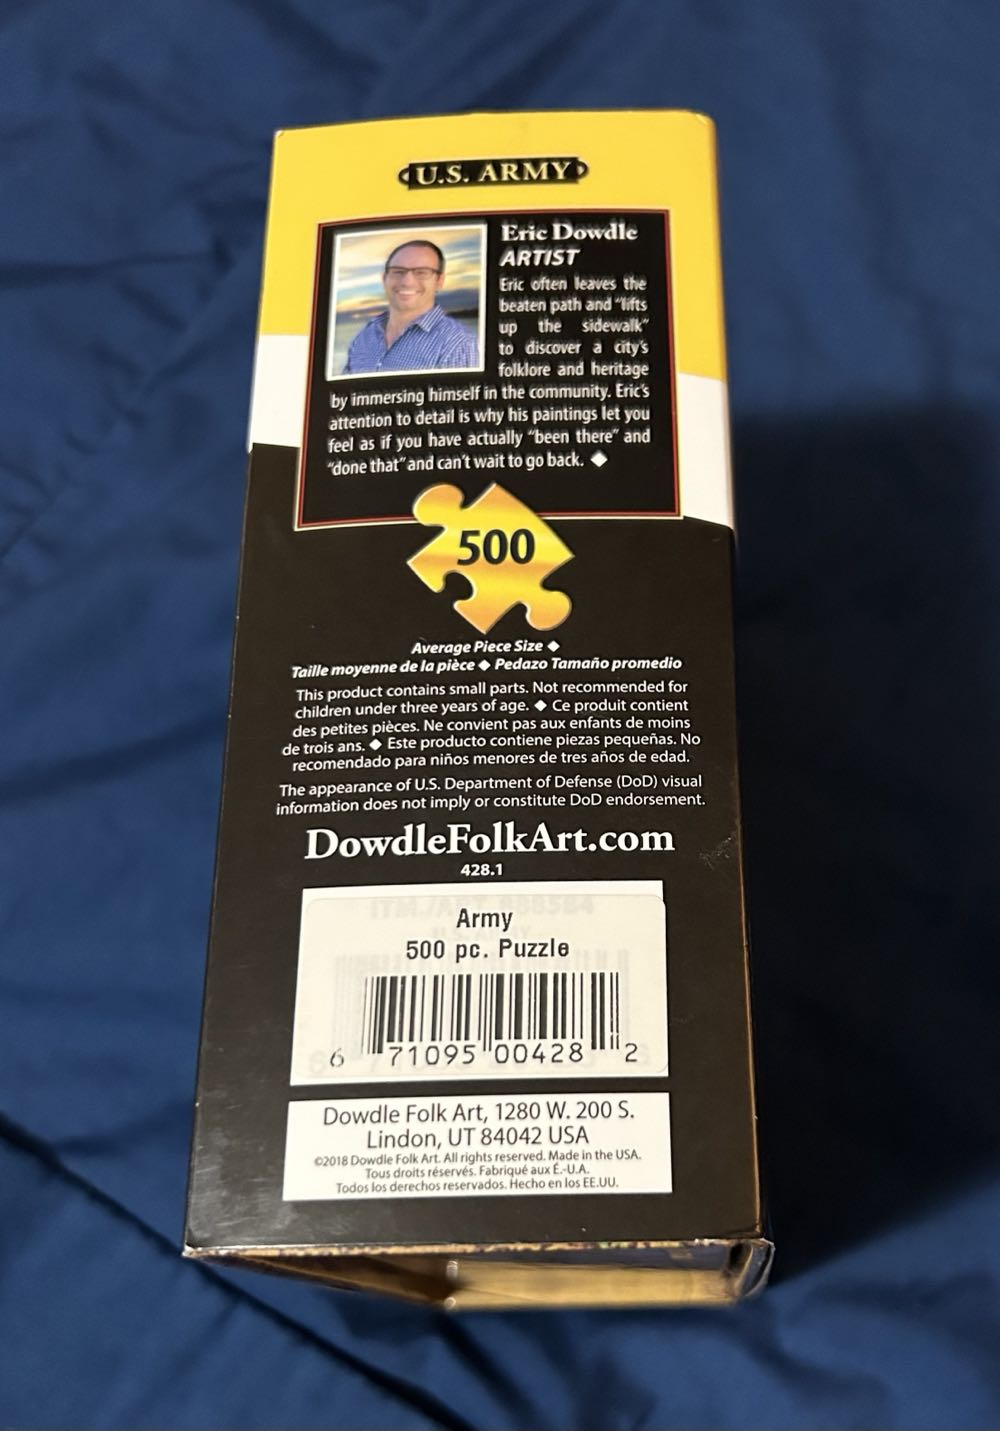 U.S. ARMY
Eric Dowdle
ARTIST
Eric often leaves the
beaten path and "lifts
up the sidewalk"
to discover a city's
folklore and heritage
by immersing himself in the community. Eric's
attention to detail is why his paintings let you
feel as if you have actually "been there" and
"done that" and can't wait to go back. ◆
500
Average Piece Size ◆
Taille moyenne de la pièce ◆ Pedazo Tamaño promedio
This product contains small parts. Not recommended for
children under three years of age. ◆ Ce produit contient
des petites pièces. Ne convient pas aux enfants de moins
de trois ans. ◆ Este producto contiene piezas pequeñas. No
recomendado para niños menores de tres años de edad.
The appearance of U.S. Department of Defense (DoD) visual
information does not imply or constitute DoD endorsement.
DowdleFolkArt.com
428.1
Army
500 pc. Puzzle
6 71095 00428 2
Dowdle Folk Art, 1280 W. 200 S.
Lindon, UT 84042 USA
©2018 Dowdle Folk Art. All rights reserved. Made in the USA.
Tous droits réservés. Fabriqué aux É.-U.A.
Todos los derechos reservados. Hecho en los EE.UU.